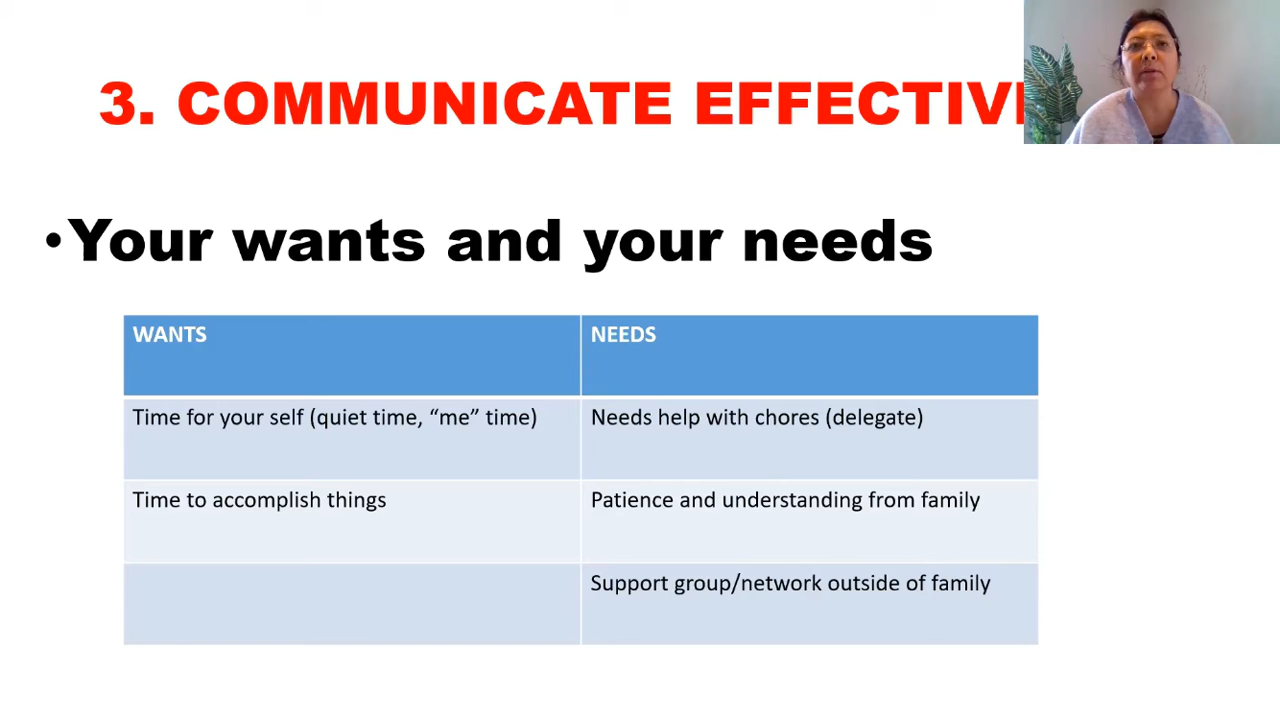 3. COMMUNICATE
•Your wants and your needs
WANTS
NEEDS
Time for your self (quiet time, “me” time)
Needs help with chores (delegate)
Time to accomplish things
Patience and understanding from family
Support group/network outside of family